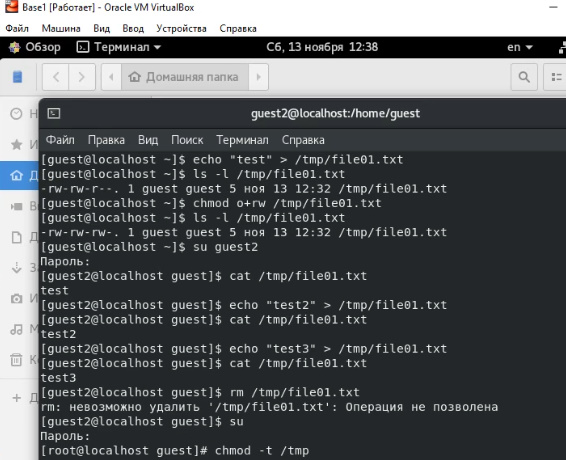 Base1 [Работает] - Oracle VM VirtualBox
Файл Машина Вид Ввод Устройства Справка
Обзор Терминал Сб, 13 ноября 12:38 en
Домашняя папка
guest2@localhost:/home/guest
Файл Правка Вид Поиск Терминал Справка
[guest@localhost ~]$ echo "test" > /tmp/file01.txt
[guest@localhost ~]$ ls -l /tmp/file01.txt
-rw-rw-r--. 1 guest guest 5 ноя 13 12:32 /tmp/file01.txt
[guest@localhost ~]$ chmod o+rw /tmp/file01.txt
[guest@localhost ~]$ ls -l /tmp/file01.txt
-rw-rw-rw-. 1 guest guest 5 ноя 13 12:32 /tmp/file01.txt
[guest@localhost ~]$ su guest2
Пароль:
[guest2@localhost guest]$ cat /tmp/file01.txt
test
[guest2@localhost guest]$ echo "test2" > /tmp/file01.txt
[guest2@localhost guest]$ cat /tmp/file01.txt
test2
[guest2@localhost guest]$ echo "test3" > /tmp/file01.txt
[guest2@localhost guest]$ cat /tmp/file01.txt
test3
[guest2@localhost guest]$ rm /tmp/file01.txt
rm: невозможно удалить '/tmp/file01.txt': Операция не позволена
[guest2@localhost guest]$ su
Пароль:
[root@localhost guest]# chmod -t /tmp